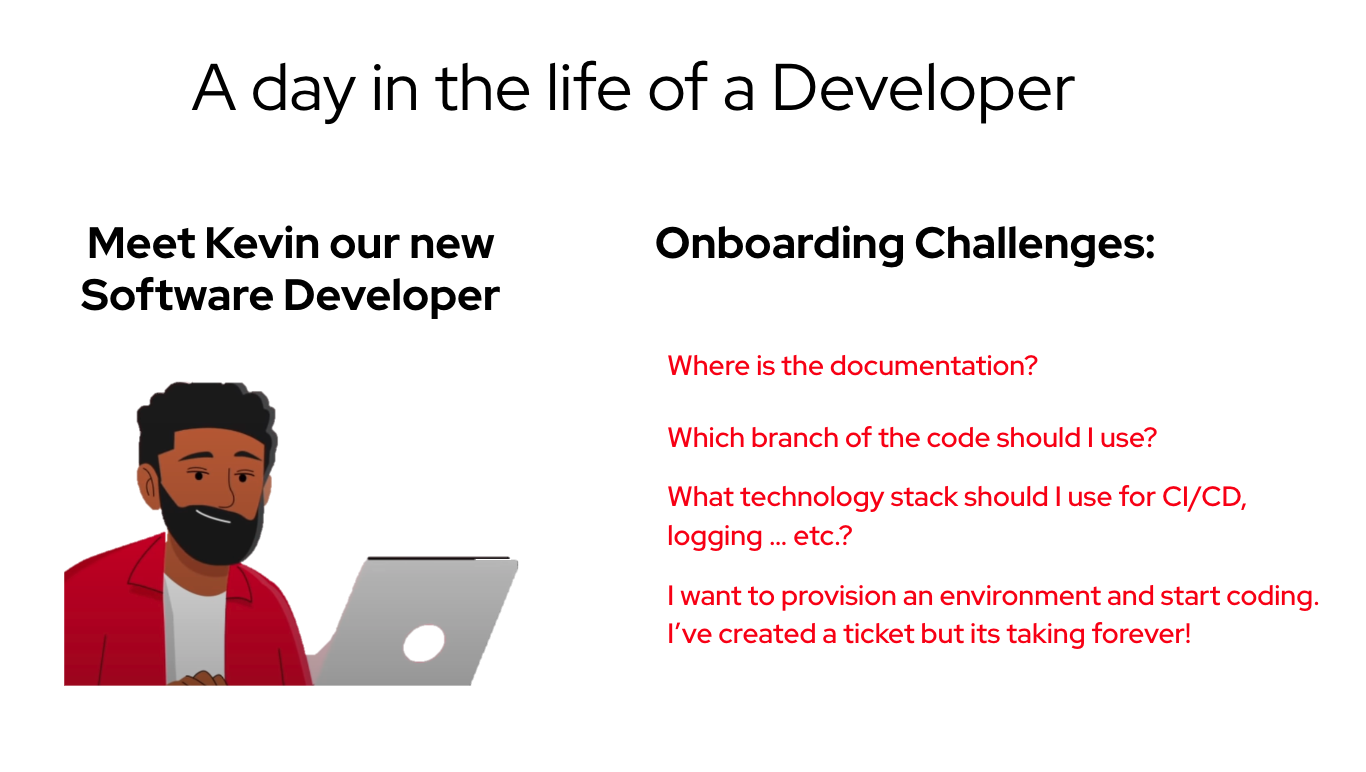 A day in the life of a Developer
Meet Kevin our new
Software Developer
Onboarding Challenges:
Where is the documentation?
Which branch of the code should I use?
What technology stack should I use for CI/CD,
logging ... etc.?
I want to provision an environment and start coding.
I’ve created a ticket but its taking forever!